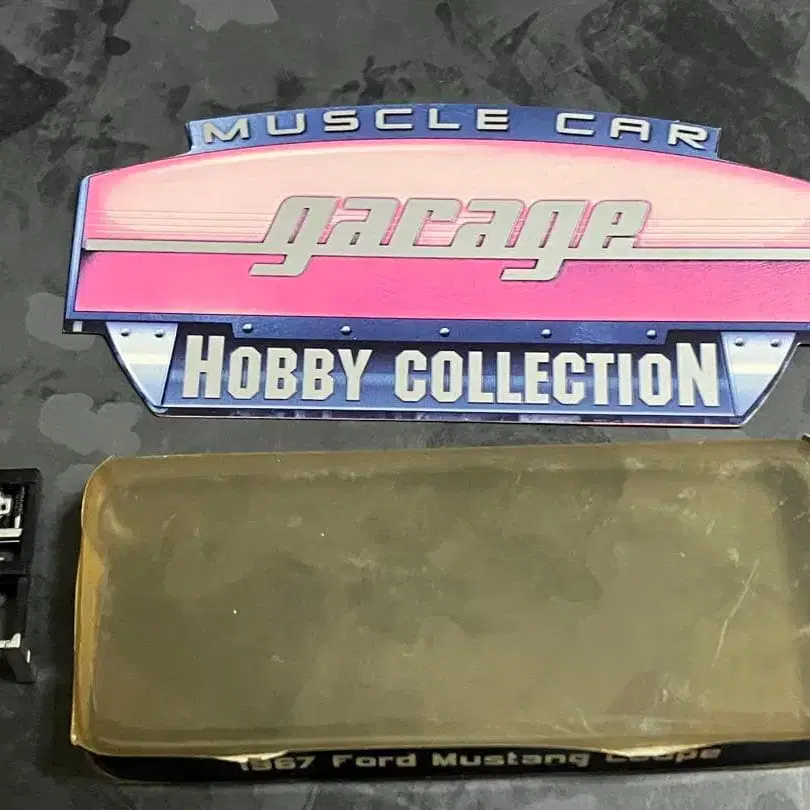 MUSCLE CAR
garage
HOBBY COLLECTION
1967 Ford Mustang Coupe